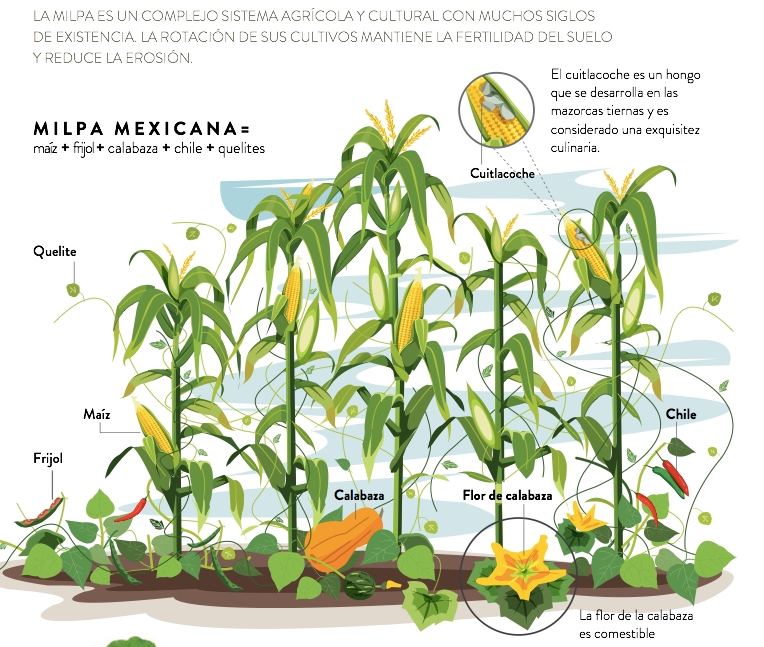 LA MILPA ES UN COMPLEJO SISTEMA AGRÍCOLA Y CULTURAL CON MUCHOS SIGLOS
DE EXISTENCIA. LA ROTACIÓN DE SUS CULTIVOS MANTIENE LA FERTILIDAD DEL SUELO
Y REDUCE LA EROSIÓN.
El cuitlacoche es un hongo
que se desarrolla en las
mazorcas tiernas y es
considerado una exquisitez
culinaria.
MILPA MEXICANA=
maíz + frijol+ calabaza + chile + quelites
Cuitlacoche
Quelite
Maíz
Chile
Frijol
Calabaza
Flor de calabaza
La flor de la calabaza
es comestible